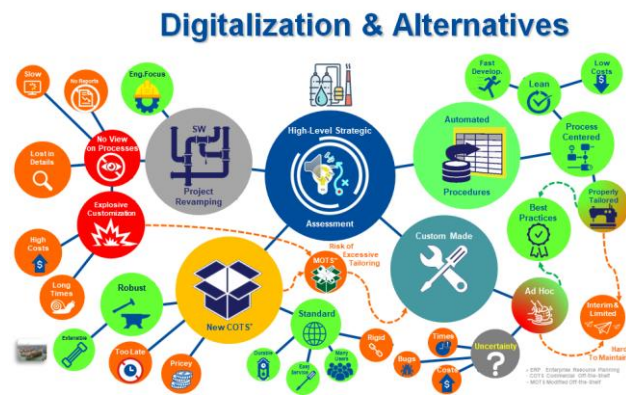 Digitalization & Alternatives
Slow
No Reports
Eng.Focus
Lost in
Details
No View
on Processes
SW
Project
Revamping
High-Level Strategic
Assessment
Automated
Procedures
Fast
Develop.
Lean
Low
Costs
Process
Centered
Properly
Tailored
Best
Practices
Explosive
Customization
High
Costs
Long
Times
Robust
Extensible
Too Late
Pricey
New COTS*
MOTS*
Risk of
Excessive
Tailoring
Standard
Durable
Easy
Service
Many
Users
Rigid
Custom Made
Ad Hoc
Interim &
Limited
Hard
To Maintain
Uncertainty
Times
Bugs
Costs
- ERP Enterprise Resource Planning
- COTS Commercial Off-the-Shelf
- MOTS Modified Off-the-Shelf